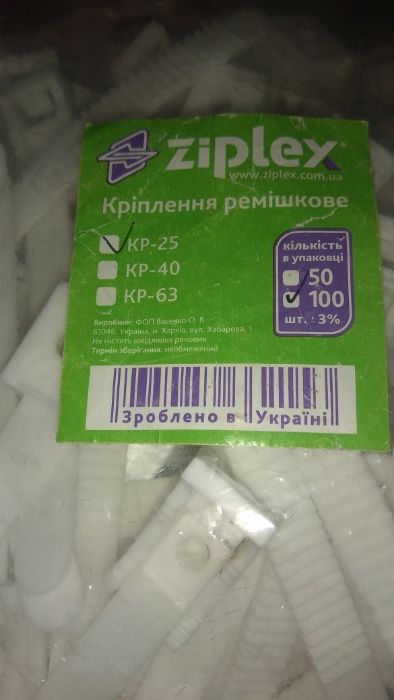 ziplex
www.ziplex.com.ua
Кріплення ремішкове
КР-25
КР-40
КР-63
кількість
в упаковці
50
100
шт. ± 3%
Виробник: ФОП Васенко О. В.
61046, Україна, м. Харків, вул. Хабарова, 1
Не містить шкідливих речовин
Термін зберігання: необмежений
Зроблено в Україні